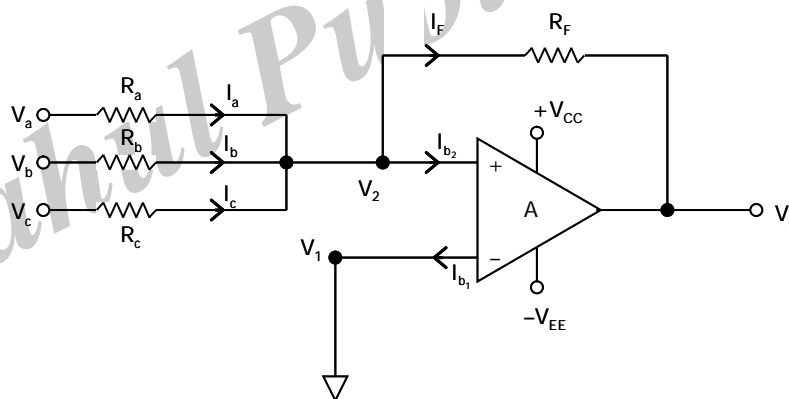 I_F R_F
R_a I_a
V_a
+V_CC
R_b I_b
V_b
I_b₂
+
V_2
A
V_c
I_c
R_c
V
V_1
−
I_b₁
−V_EE